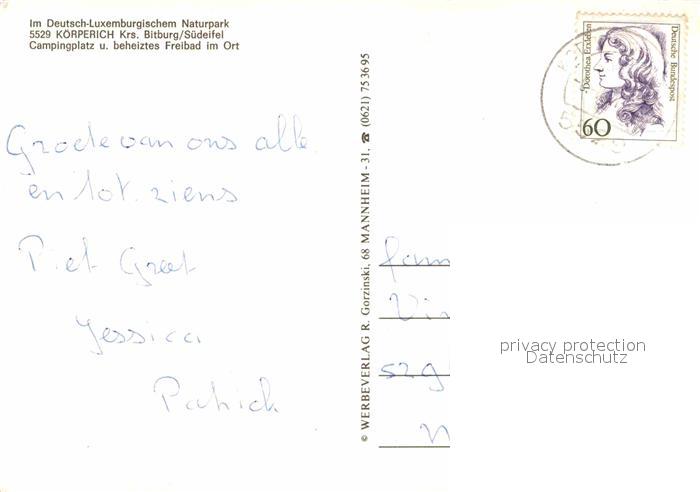 Im Deutsch-Luxemburgischem Naturpark
5529 KÖRPERICH Krs. Bitburg/Südeifel
Campingplatz u. beheiztes Freibad im Ort
Groete van ons alle
en tot ziens
Piet Greet
Jessica
Patrick
© WERBEVERLAG R. Gorzinski, 68 MANNHEIM-31, ☎ (0621) 753695
Dorothea Erxleben
Deutsche Bundespost
60
fam
Vin
privacy protection
Datenschutz